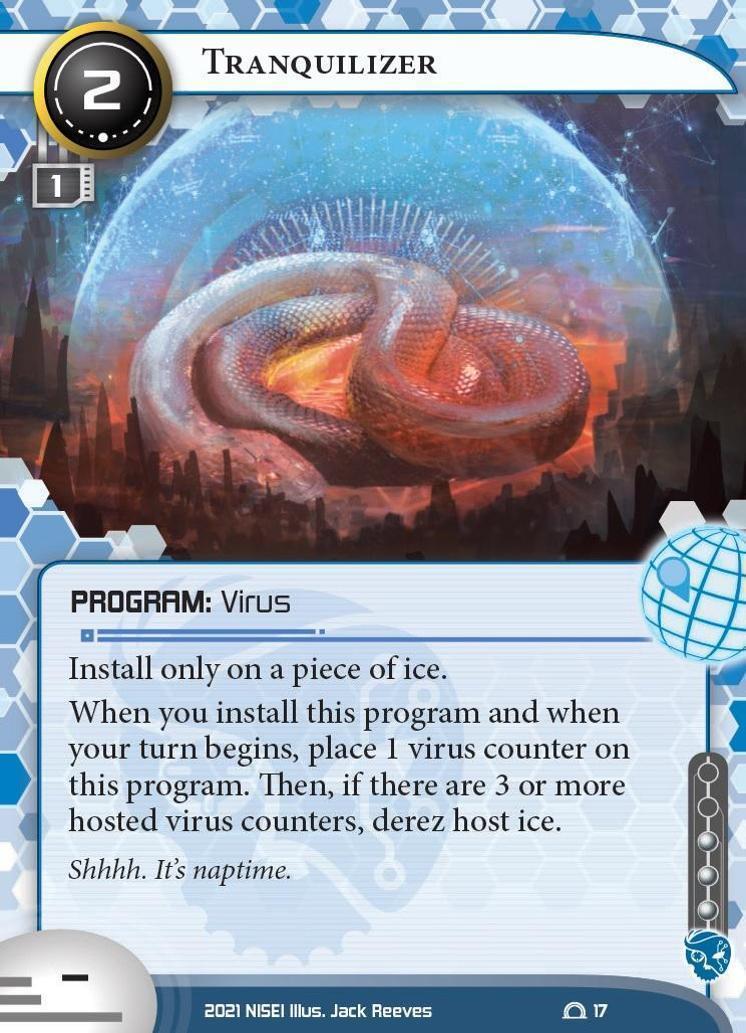 2
TRANQUILIZER
1
PROGRAM: Virus
Install only on a piece of ice.
When you install this program and when
your turn begins, place 1 virus counter on
this program. Then, if there are 3 or more
hosted virus counters, derez host ice.
Shhhh. It's naptime.
-
2021 NISEI Illus. Jack Reeves
17